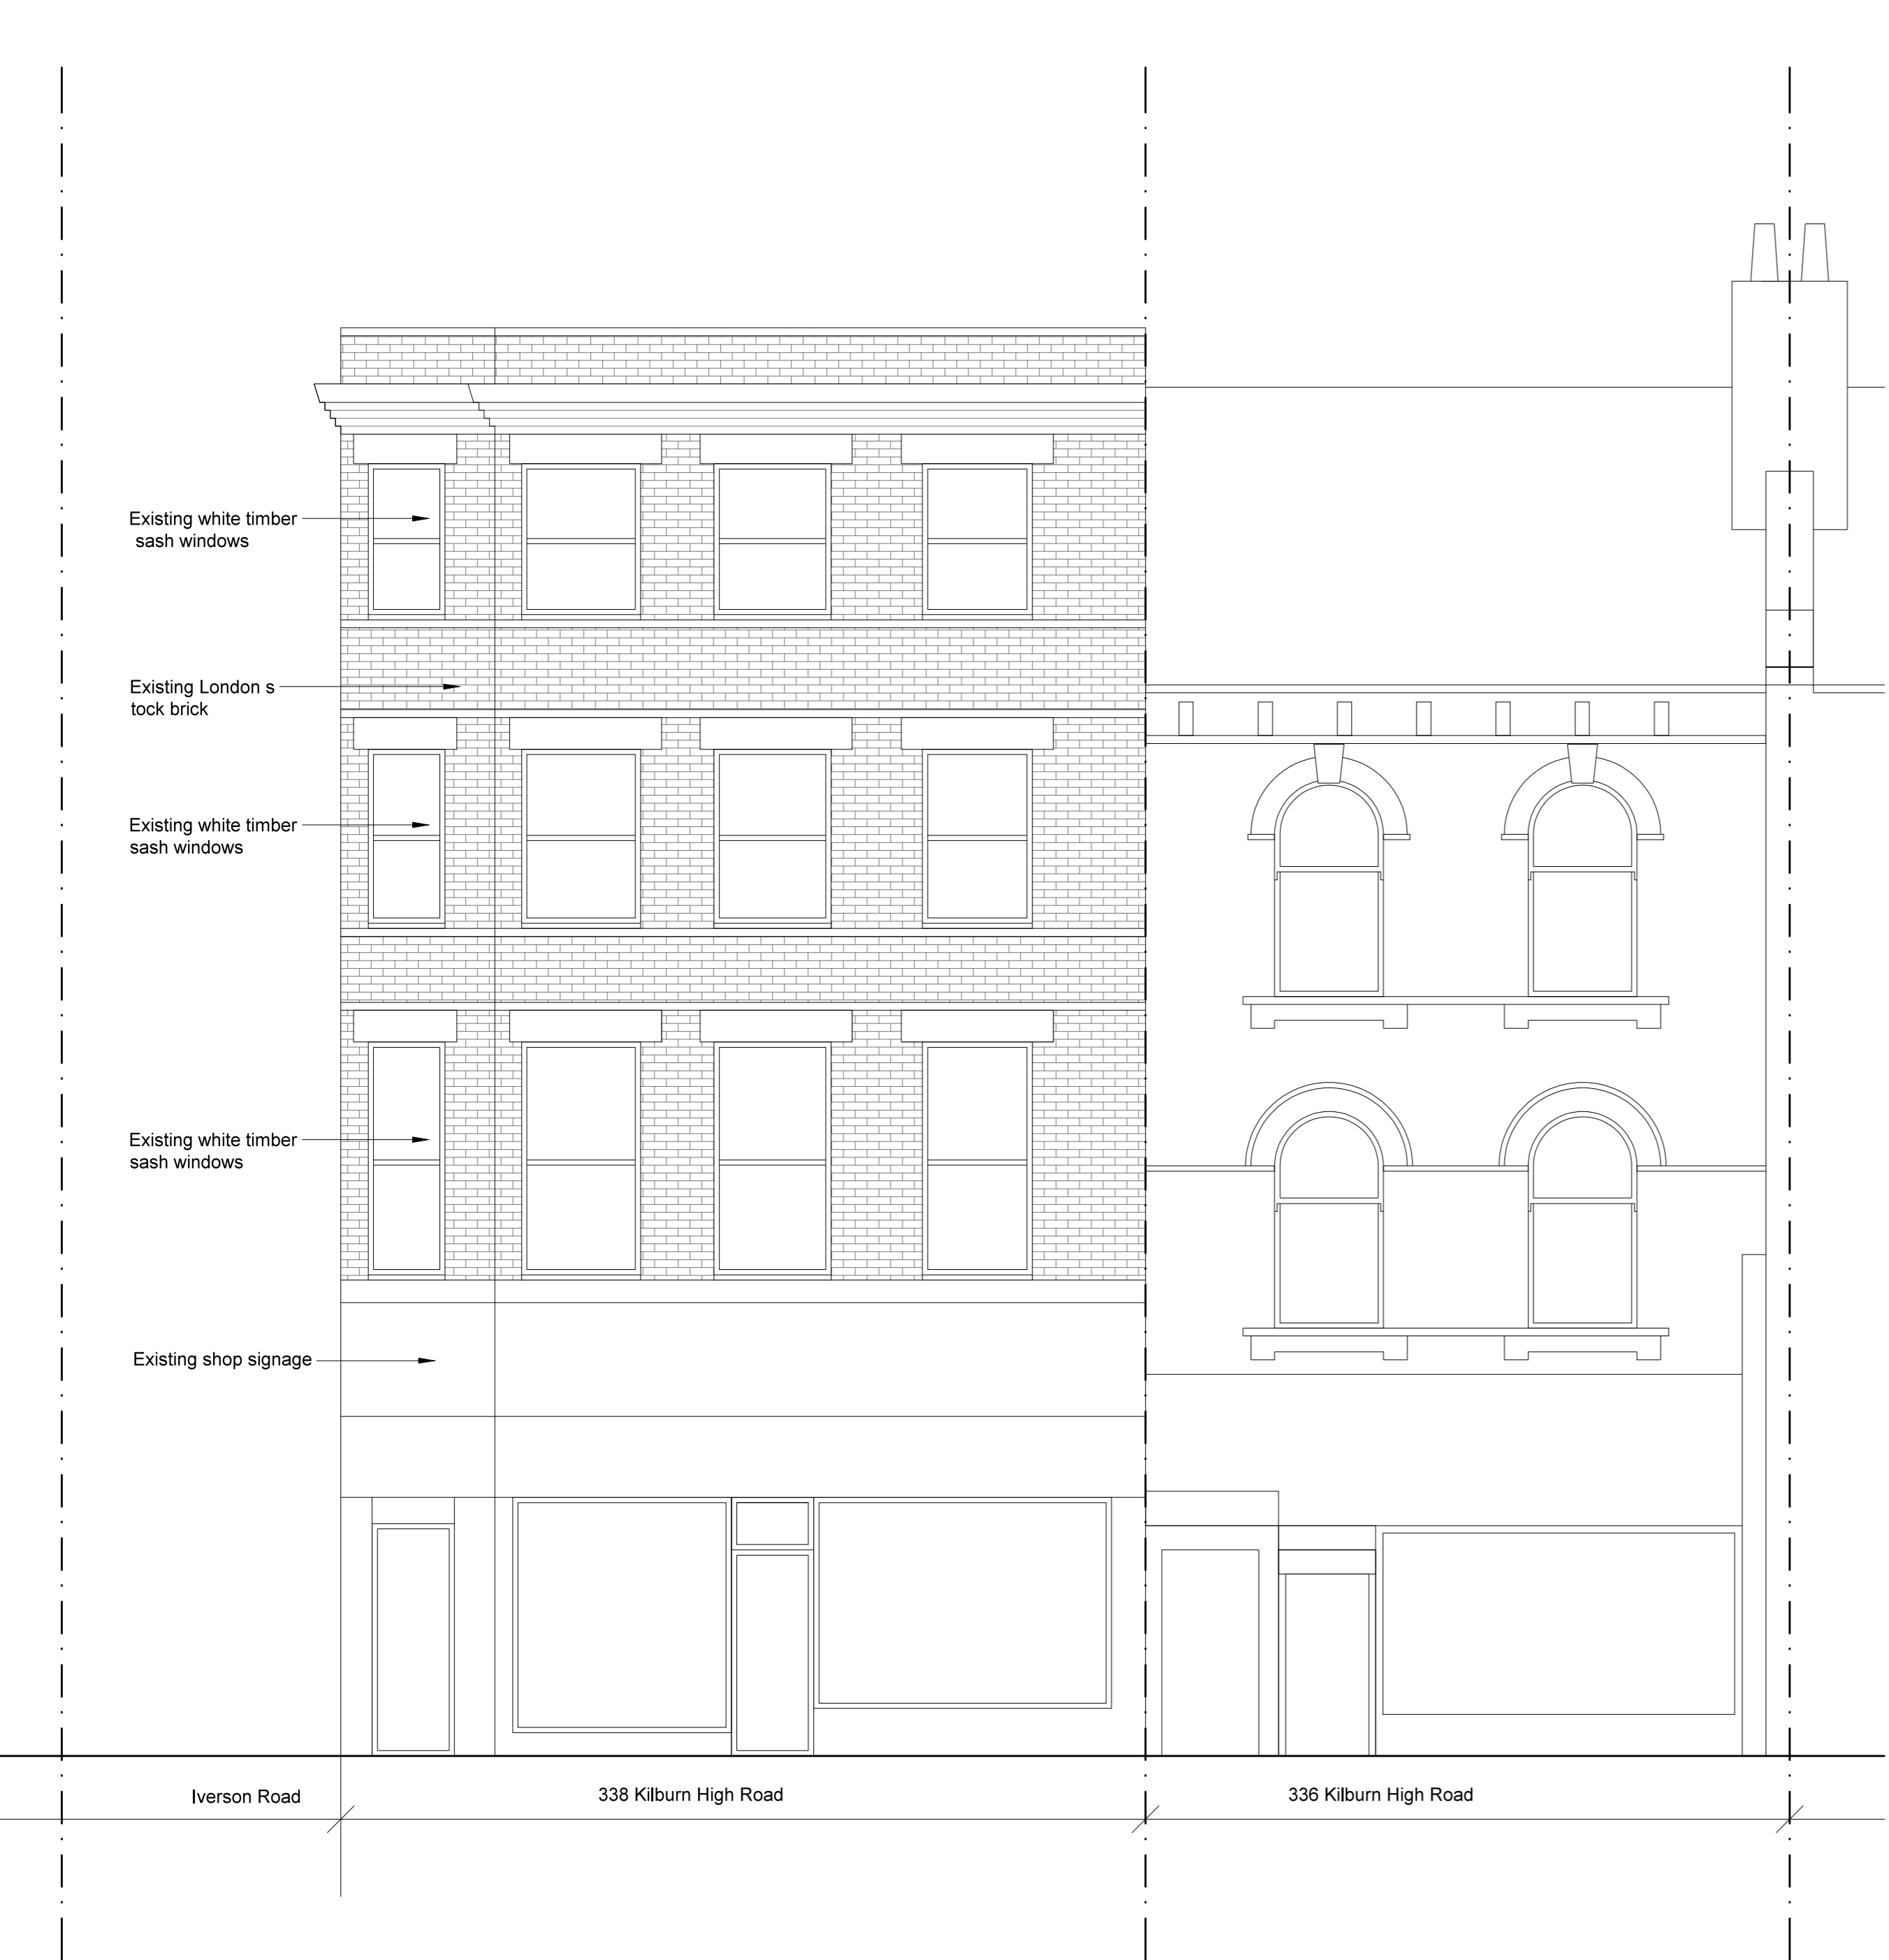 Existing white timber
sash windows
Existing London s
tock brick
Existing white timber
sash windows
Existing white timber
sash windows
Existing shop signage
Iverson Road
338 Kilburn High Road
336 Kilburn High Road